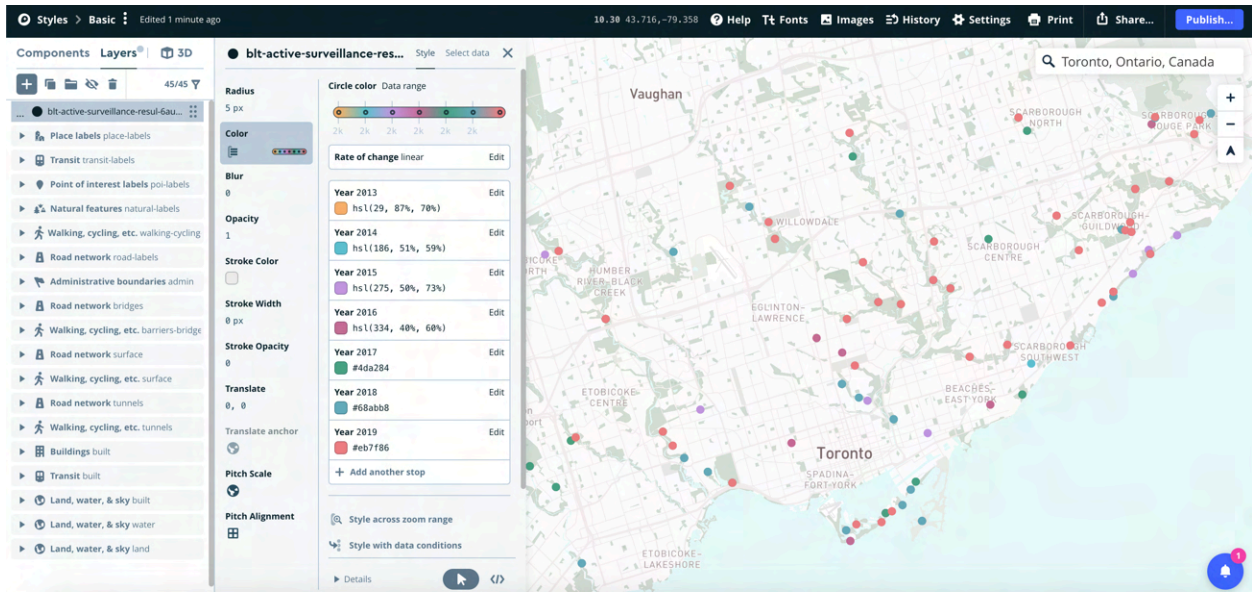 Styles > Basic Edited 1 minute ago
10.30 43.716,-79.358 Help Fonts Images History Settings Print Share... Publish...
Components Layers 3D
45/45
blt-active-surveillance-resul-6au...
Place labels place-labels
Transit transit-labels
Point of interest labels poi-labels
Natural features natural-labels
Walking, cycling, etc. walking-cycling
Road network road-labels
Administrative boundaries admin
Road network bridges
Walking, cycling, etc. barriers-bridge
Road network surface
Walking, cycling, etc. surface
Road network tunnels
Walking, cycling, etc. tunnels
Buildings built
Transit built
Land, water, & sky built
Land, water, & sky water
Land, water, & sky land
blt-active-surveillance-res... Style Select data
Radius
5 px
Color
Blur
0
Opacity
1
Stroke Color
Stroke Width
0 px
Stroke Opacity
0
Translate
0, 0
Translate anchor
Pitch Scale
Pitch Alignment
Circle color Data range
2k 2k 2k 2k 2k 2k
Rate of change linear Edit
Year 2013 Edit
hsl(29, 87%, 70%)
Year 2014 Edit
hsl(186, 51%, 59%)
Year 2015 Edit
hsl(275, 50%, 73%)
Year 2016 Edit
hsl(334, 40%, 60%)
Year 2017 Edit
#4da284
Year 2018 Edit
#68abb8
Year 2019 Edit
#eb7f86
+ Add another stop
Style across zoom range
Style with data conditions
Details </>
Toronto, Ontario, Canada
Vaughan
SCARBOROUGH
NORTH
SCARBOROUGH
ROUGE PARK
WILLOWDALE
SCARBOROUGH-
GUILDWOOD
SCARBOROUGH
CENTRE
HUMBER
RIVER-BLACK
CREEK
EGLINTON-
LAWRENCE
SCARBOROUGH
SOUTHWEST
ETOBICOKE-
CENTRE
BEACHES-
EAST YORK
Toronto
SPADINA-
FORT YORK
ETOBICOKE-
LAKESHORE
1